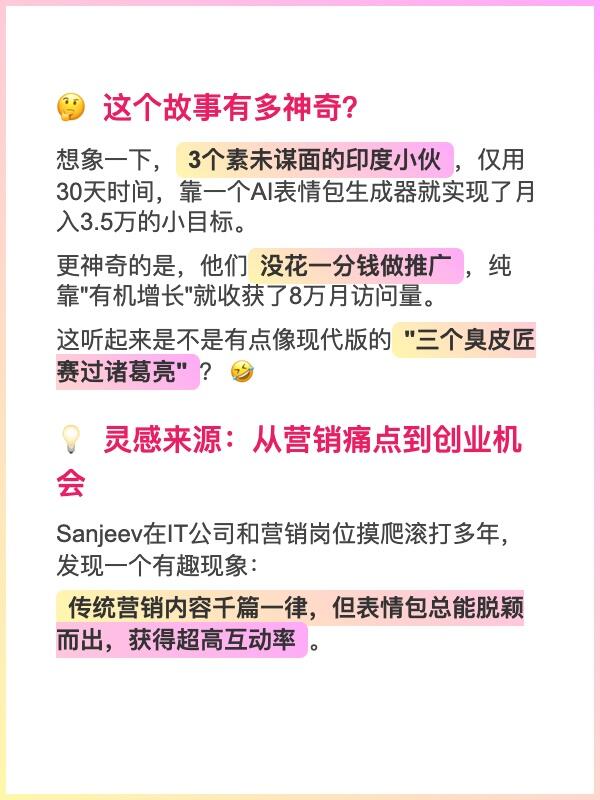 🤔 这个故事有多神奇？
想象一下， 3个素未谋面的印度小伙 ，仅用
30天时间，靠一个AI表情包生成器就实现了月
入3.5万的小目标。
更神奇的是，他们 没花一分钱做推广 ，纯
靠"有机增长"就收获了8万月访问量。
这听起来是不是有点像现代版的 "三个臭皮匠
赛过诸葛亮" ？ 🤣
💡 灵感来源：从营销痛点到创业机
会
Sanjeev在IT公司和营销岗位摸爬滚打多年，
发现一个有趣现象：
传统营销内容千篇一律，但表情包总能脱颖
而出，获得超高互动率 。